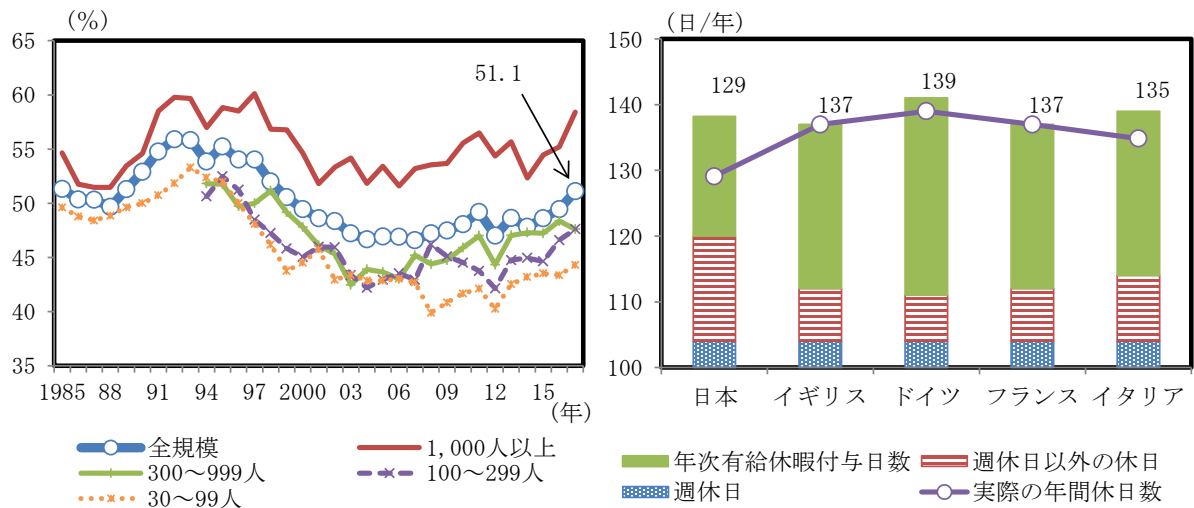 (%)
65
60
55
50
45
40
35
51.1
1985 88 91 94 97 2000 03 06 09 12 15
(年)
全規模
1,000人以上
300～999人
100～299人
30～99人
(日/年)
150
140
130
120
110
100
129
137
139
137
135
日本 イギリス ドイツ フランス イタリア
年次有給休暇付与日数
週休日以外の休日
週休日
実際の年間休日数